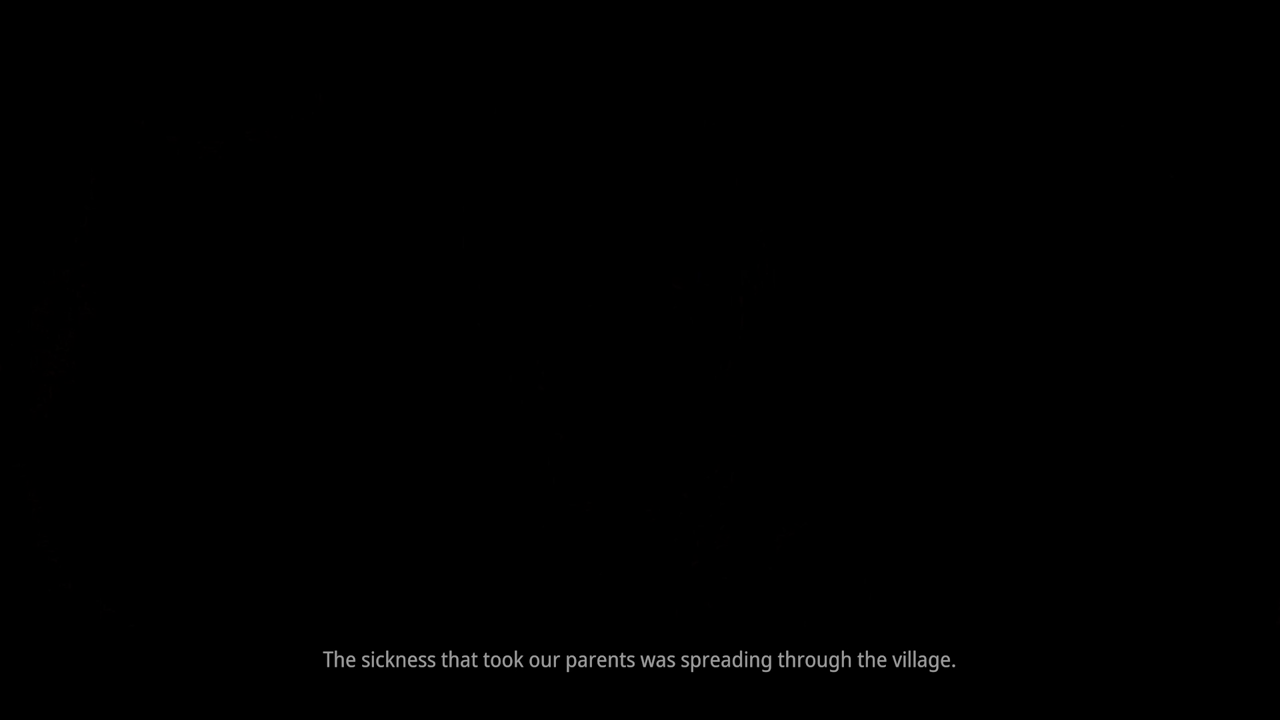 The sickness that took our parents was spreading through the village.